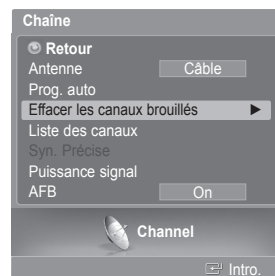 Chaîne
Retour
Antenne Câble
Prog. auto
Effacer les canaux brouillés
Liste des canaux
Syn. Précise
Puissance signal
AFB On
Channel
Intro.